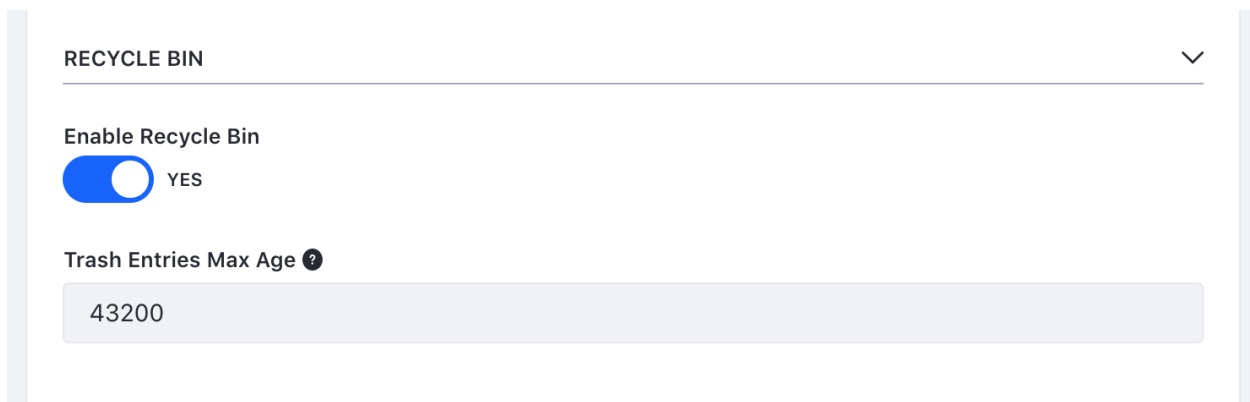 RECYCLE BIN
Enable Recycle Bin
YES
Trash Entries Max Age ?
43200